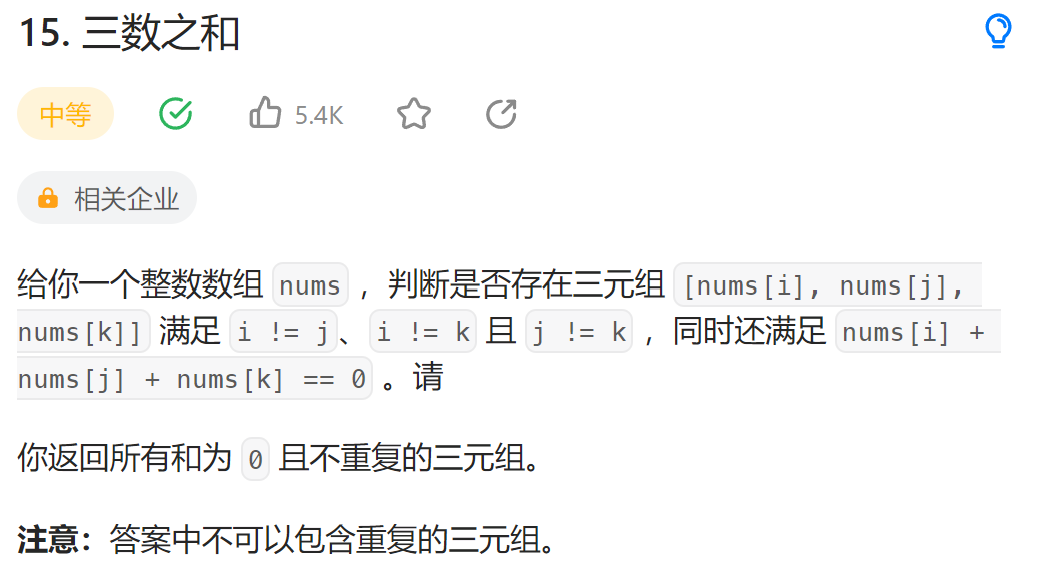 15. 三数之和
中等 5.4K
相关企业
给你一个整数数组 nums ，判断是否存在三元组 [nums[i], nums[j],
nums[k]] 满足 i != j、i != k 且 j != k ，同时还满足 nums[i] +
nums[j] + nums[k] == 0 。请
你返回所有和为 0 且不重复的三元组。
注意：答案中不可以包含重复的三元组。